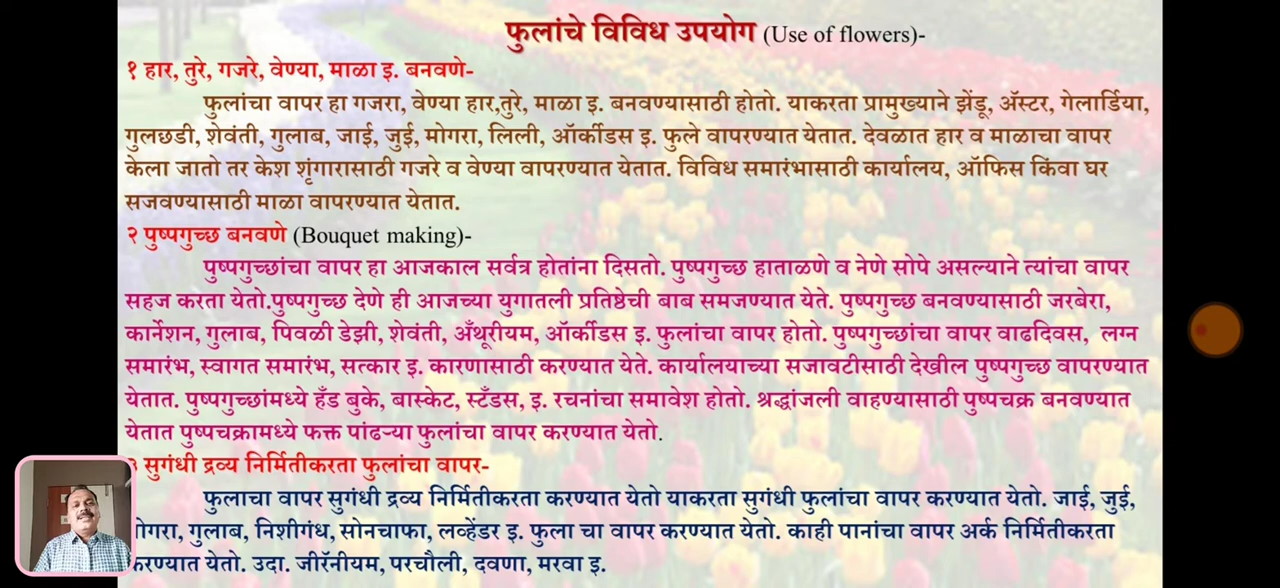 फुलांचे विविध उपयोग (Use of flowers)-
१ हार, तुरे, गजरे, वेण्या, माळा इ. बनवणे-
फुलांचा वापर हा गजरा, वेण्या हार,तुरे, माळा इ. बनवण्यासाठी होतो. याकरता प्रामुख्याने झेंडू, ॲस्टर, गेलार्डिया,
गुलछडी, शेवंती, गुलाब, जाई, जुई, मोगरा, लिली, ऑर्कीडस इ. फुले वापरण्यात येतात. देवळात हार व माळाचा वापर
केला जातो तर केश शृंगारासाठी गजरे व वेण्या वापरण्यात येतात. विविध समारंभासाठी कार्यालय, ऑफिस किंवा घर
सजवण्यासाठी माळा वापरण्यात येतात.
२ पुष्पगुच्छ बनवणे (Bouquet making)-
पुष्पगुच्छांचा वापर हा आजकाल सर्वत्र होतांना दिसतो. पुष्पगुच्छ हाताळणे व नेणे सोपे असल्याने त्यांचा वापर
सहज करता येतो.पुष्पगुच्छ देणे ही आजच्या युगातली प्रतिष्ठेची बाब समजण्यात येते. पुष्पगुच्छ बनवण्यासाठी जरबेरा,
कार्नेशन, गुलाब, पिवळी डेझी, शेवंती, अँथूरीयम, ऑर्कीडस इ. फुलांचा वापर होतो. पुष्पगुच्छांचा वापर वाढदिवस, लग्न
समारंभ, स्वागत समारंभ, सत्कार इ. कारणासाठी करण्यात येते. कार्यालयाच्या सजावटीसाठी देखील पुष्पगुच्छ वापरण्यात
येतात. पुष्पगुच्छांमध्ये हँड बुके, बास्केट, स्टँडस, इ. रचनांचा समावेश होतो. श्रद्धांजली वाहण्यासाठी पुष्पचक्र बनवण्यात
येतात पुष्पचक्रामध्ये फक्त पांढऱ्या फुलांचा वापर करण्यात येतो.
सुगंधी द्रव्य निर्मितीकरता फुलांचा वापर-
फुलाचा वापर सुगंधी द्रव्य निर्मितीकरता करण्यात येतो याकरता सुगंधी फुलांचा वापर करण्यात येतो. जाई, जुई,
गुलाब, निशीगंध, सोनचाफा, लव्हेंडर इ. फुला चा वापर करण्यात येतो. काही पानांचा वापर अर्क निर्मितीकरता
येतो. उदा. जीरॅनीयम, परचौली, दवणा, मरवा इ.